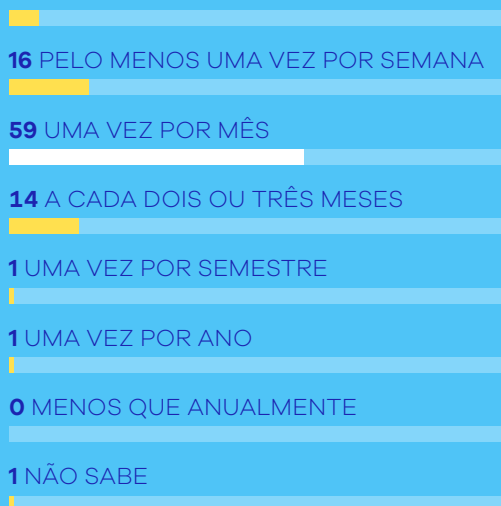 16 PELO MENOS UMA VEZ POR SEMANA
59 UMA VEZ POR MÊS
14 A CADA DOIS OU TRÊS MESES
1 UMA VEZ POR SEMESTRE
1 UMA VEZ POR ANO
0 MENOS QUE ANUALMENTE
1 NÃO SABE